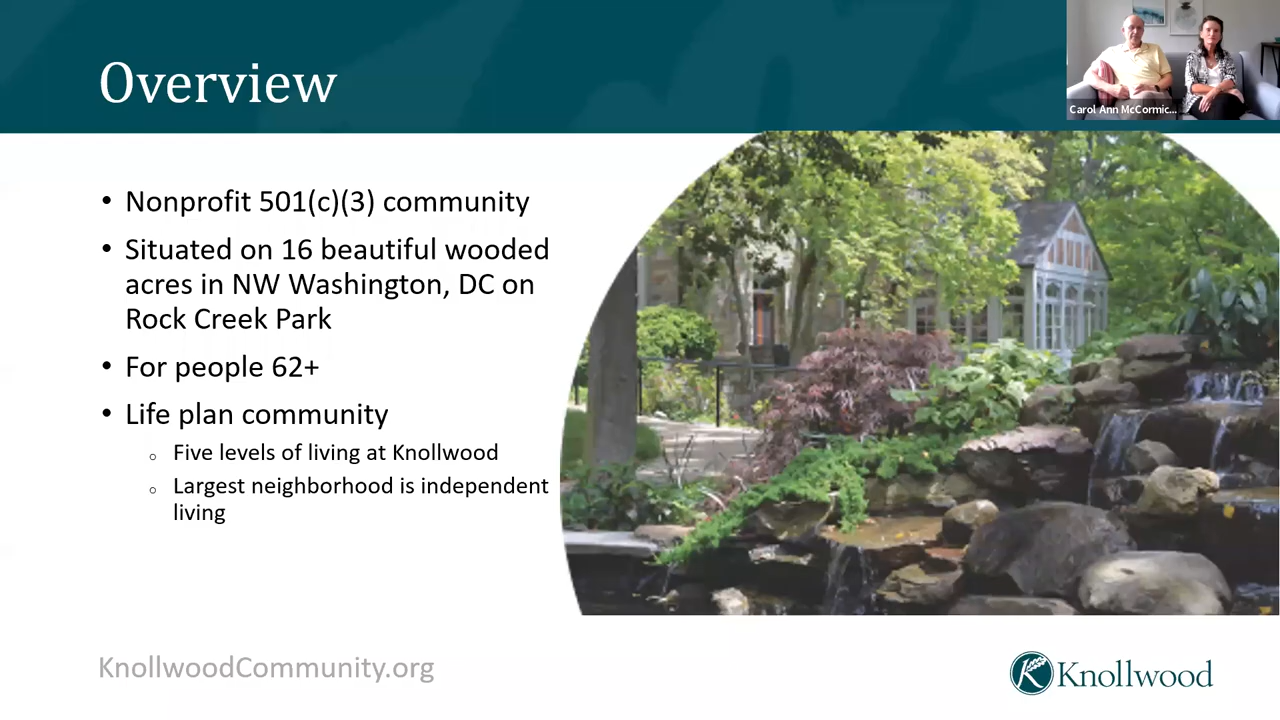 Overview
Carol Ann McCormic...
• Nonprofit 501(c)(3) community
• Situated on 16 beautiful wooded
acres in NW Washington, DC on
Rock Creek Park
• For people 62+
• Life plan community
o Five levels of living at Knollwood
o Largest neighborhood is independent
living
KnollwoodCommunity.org
K Knollwood